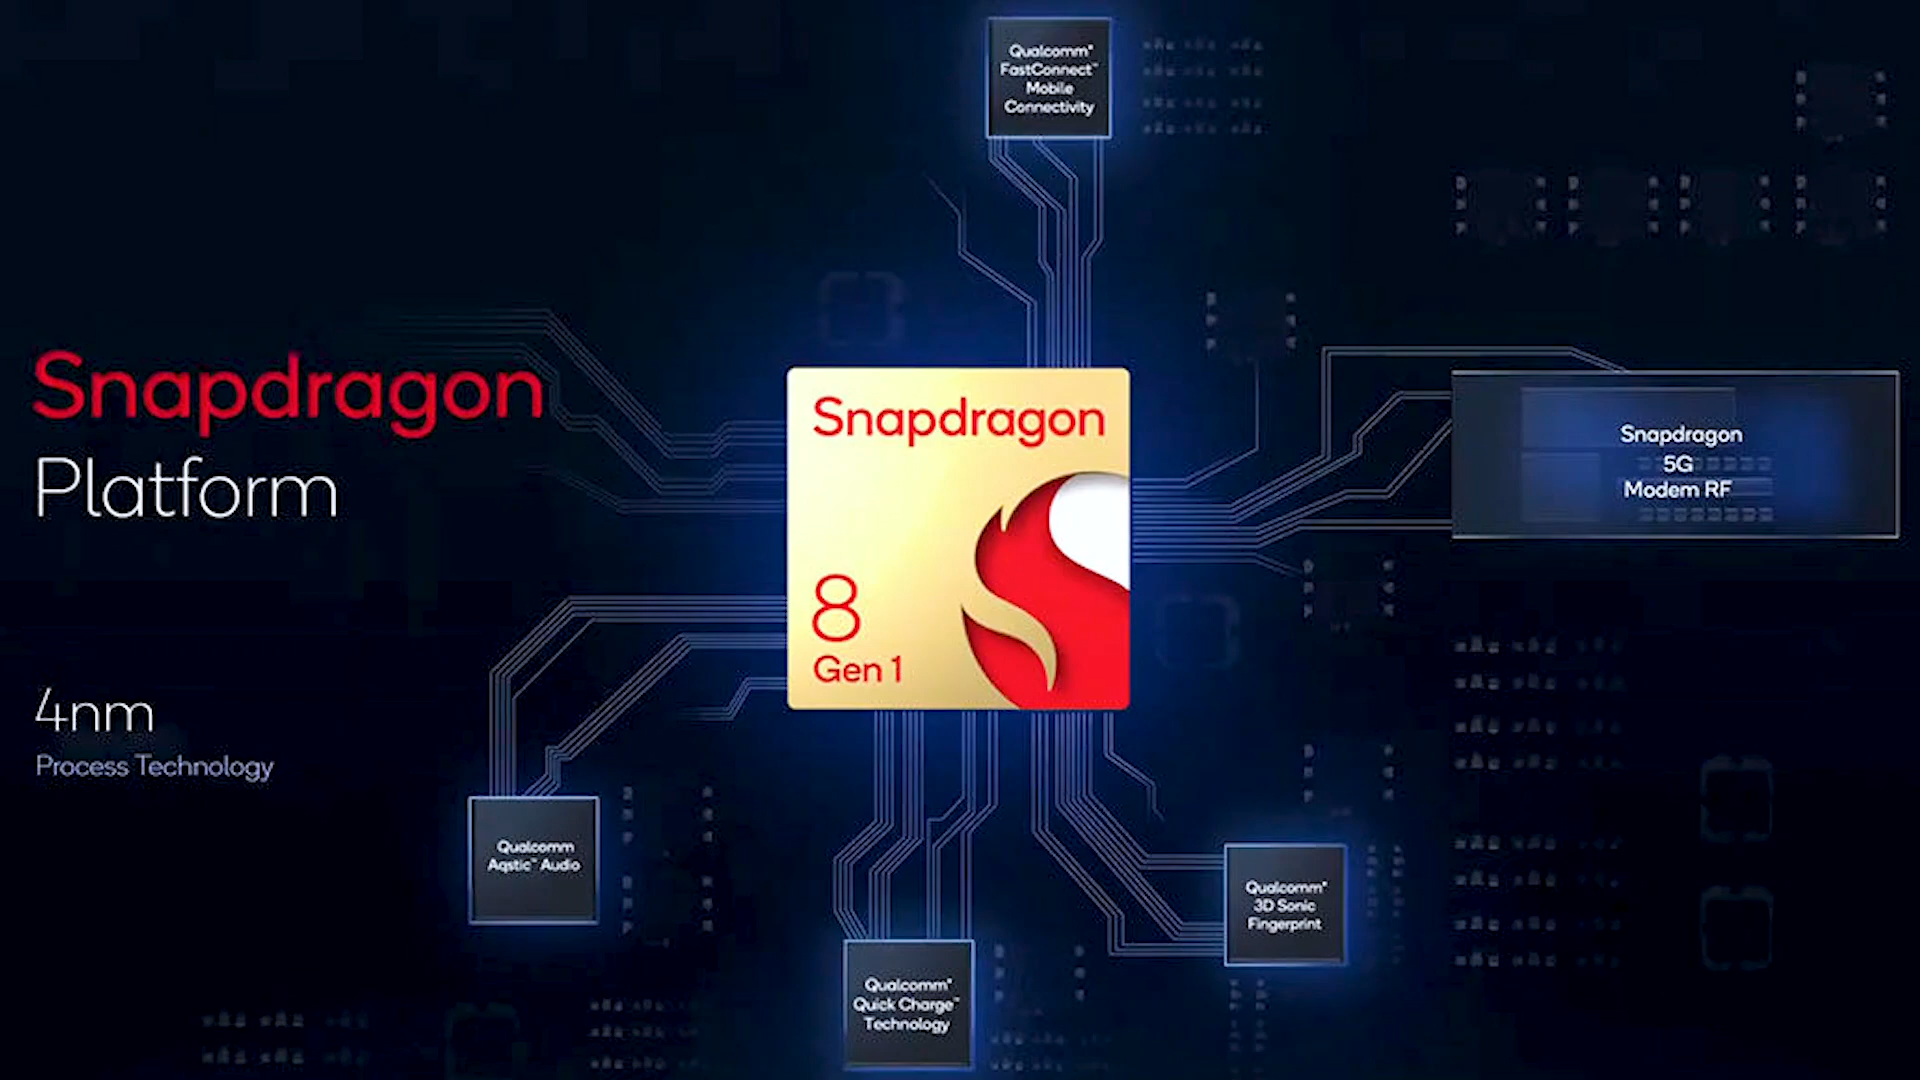 Qualcomm®
FastConnect™
Mobile
Connectivity
Snapdragon
Platform
Snapdragon
8
Gen 1
Snapdragon
5G
Modem RF
4nm
Process Technology
Qualcomm
Aqstic™ Audio
Qualcomm®
3D Sonic
Fingerprint
Qualcomm®
Quick Charge™
Technology